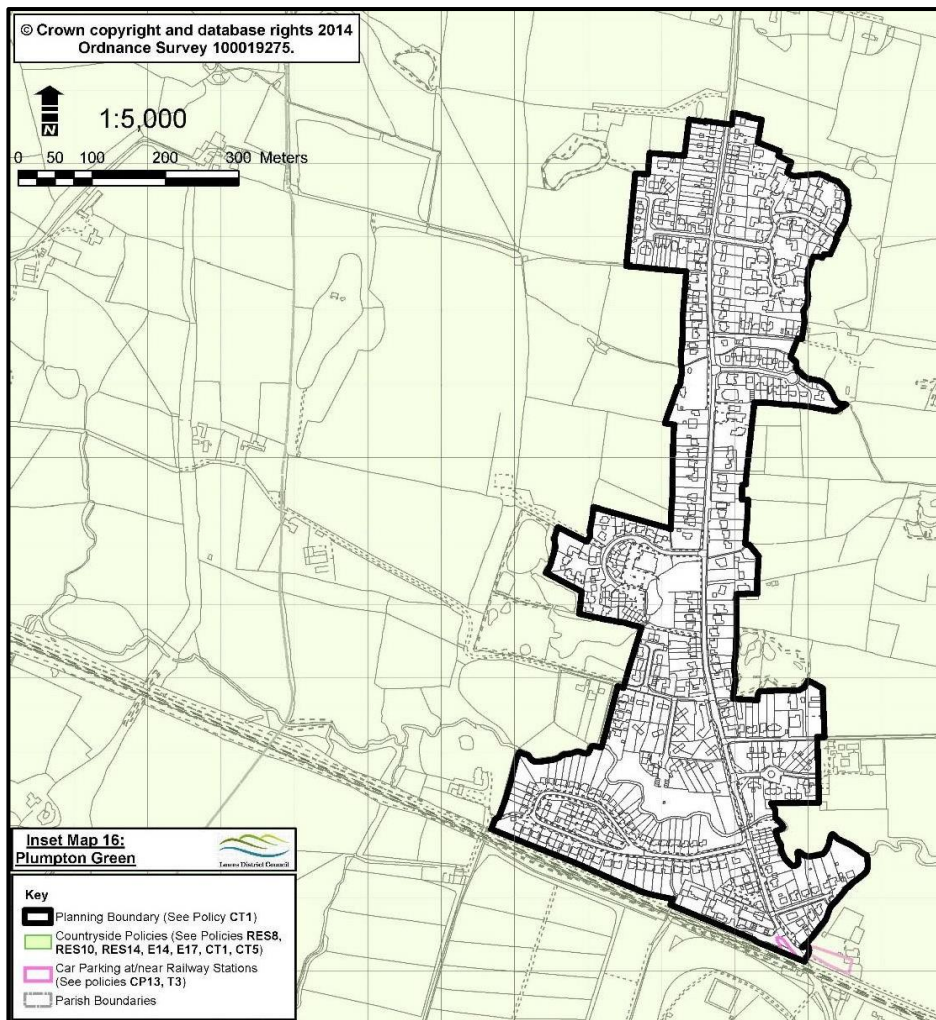 © Crown copyright and database rights 2014
Ordnance Survey 100019275.
N
1:5,000
0 50 100 200 300 Meters
Inset Map 16:
Plumpton Green
Lewes District Council
Key
Planning Boundary (See Policy CT1)
Countryside Policies (See Policies RES8,
RES10, RES14, E14, E17, CT1, CT5)
Car Parking at/near Railway Stations
(See policies CP13, T3)
Parish Boundaries